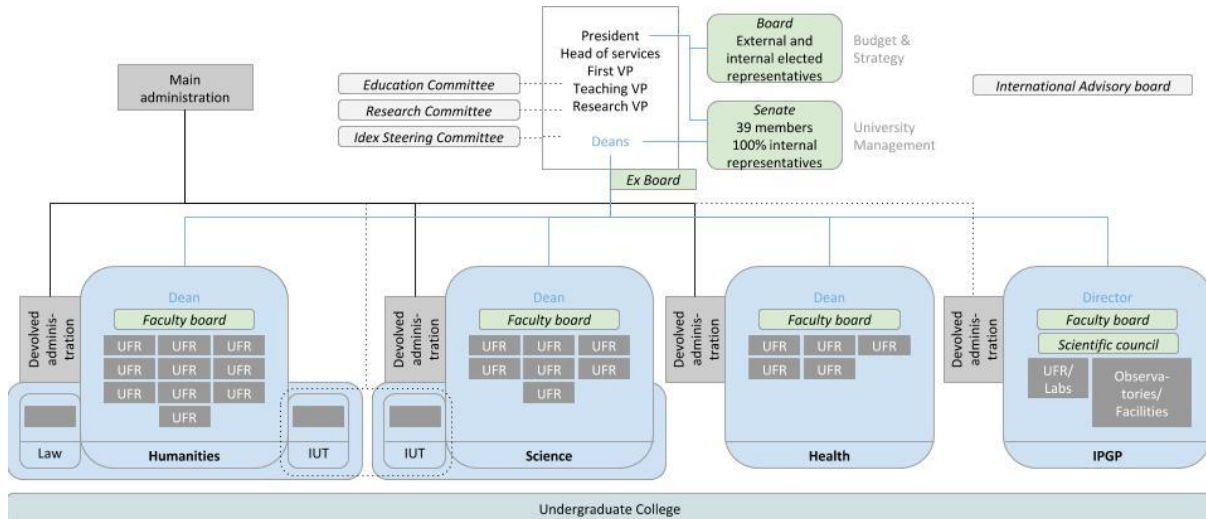 President
Head of services
First VP
Teaching VP
Research VP
Deans
Ex Board
Board
External and
internal elected
representatives
Budget &
Strategy
Senate
39 members
100% internal
representatives
University
Management
International Advisory board
Main
administration
Education Committee
Research Committee
Idex Steering Committee
Devolved
adminis-
tration
Dean
Faculty board
UFR UFR UFR
UFR UFR UFR
UFR UFR UFR
UFR
Law
Humanities
IUT
Devolved
adminis-
tration
Dean
Faculty board
UFR UFR UFR
UFR UFR UFR
UFR
IUT
Science
Devolved
adminis-
tration
Dean
Faculty board
UFR UFR UFR
UFR UFR
Health
Devolved
adminis-
tration
Director
Faculty board
Scientific council
UFR/
Labs
Observa-
tories/
Facilities
IPGP
Undergraduate College